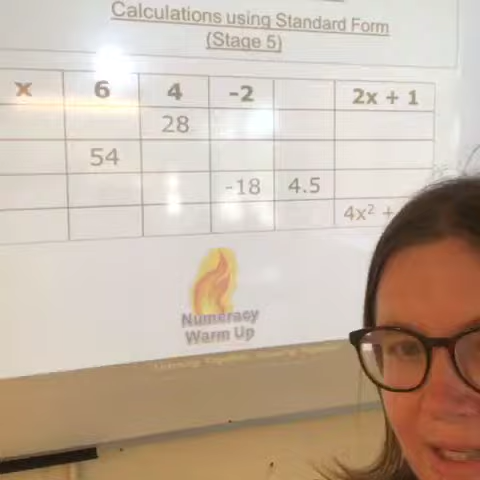 Calculations using Standard Form
(Stage 5)
x 6 4 -2 2x + 1
28
54
-18 4.5
4x² +
Numeracy
Warm Up